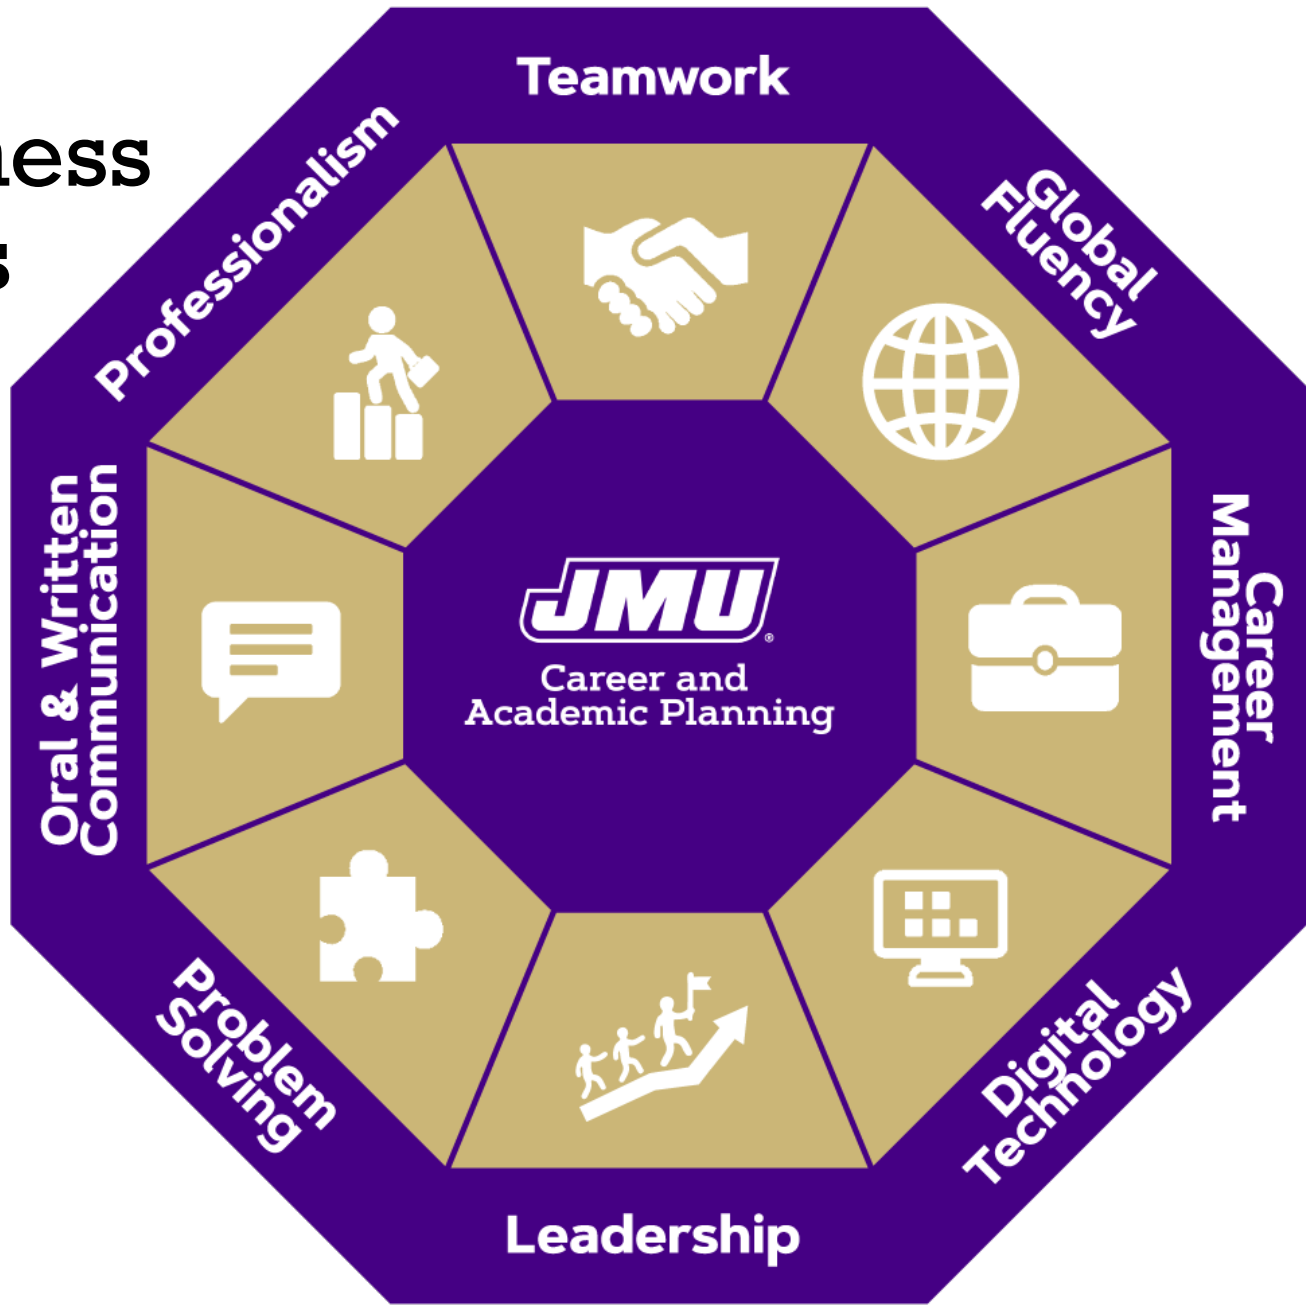 ness
s
Teamwork
Global
Fluency
Career
Management
Digital
Technology
Leadership
Problem
Solving
Oral & Written
Communication
Professionalism
JMU®
Career and
Academic Planning